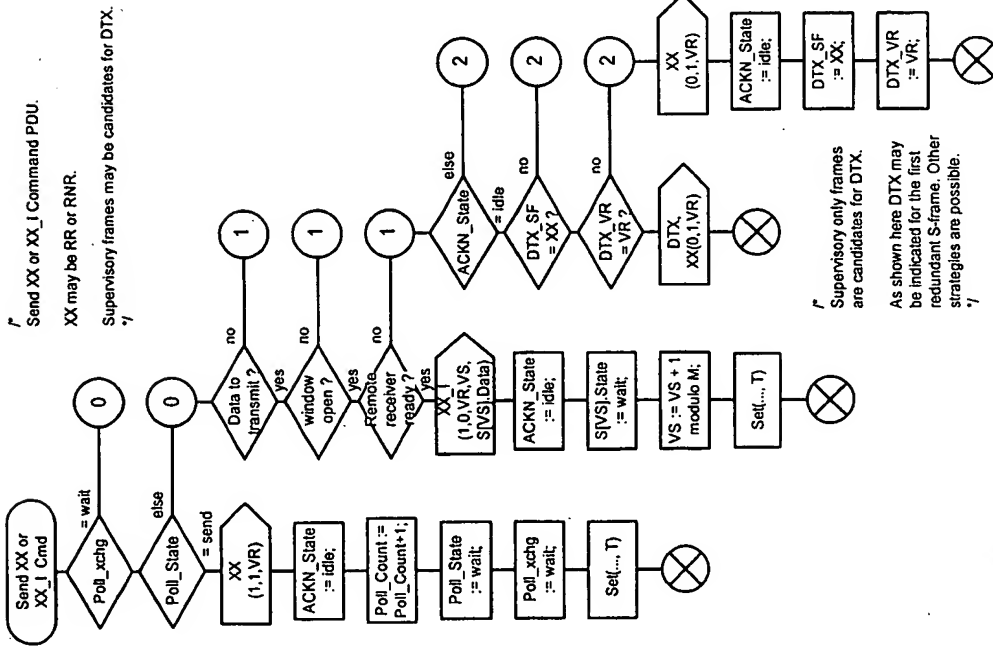 Send XX or
XX_I Cmd
Poll_xchg
= wait
0
Poll_State
else
0
= send
XX
(1,1,VR)
ACKN_State
:= idle;
Poll_Count :=
Poll_Count+1;
Poll_State
:= wait;
Poll_xchg
:= wait;
Set(..., T)
Data to
transmit ?
no
1
yes
window
open ?
no
1
yes
Remote
receiver
ready ?
no
1
yes
XX_I
(1,0,VR,VS,
S[VS].Data)
ACKN_State
:= idle;
S[VS].State
:= wait;
VS := VS + 1
modulo M;
Set(..., T)
ACKN_State
else
2
= idle
DTX_SF
= XX ?
no
2
DTX_VR
= VR ?
no
2
DTX,
XX(0,1,VR)
XX
(0,1,VR)
ACKN_State
:= idle;
DTX_SF
:= XX;
DTX_VR
:= VR;
/*
Send XX or XX_I Command PDU.
XX may be RR or RNR.
Supervisory frames may be candidates for DTX.
*/
/*
Supervisory only frames
are candidates for DTX.
As shown here DTX may
be indicated for the first
redundant S-frame. Other
strategies are possible.
*/